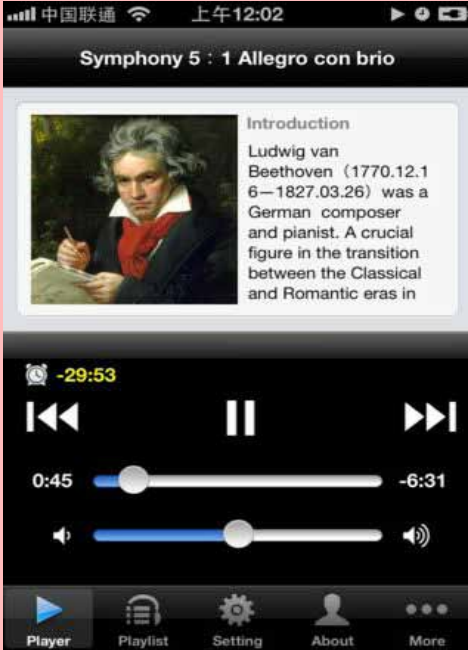 中国联通 上午12:02
Symphony 5：1 Allegro con brio
Introduction
Ludwig van
Beethoven（1770.12.1
6—1827.03.26）was a
German composer
and pianist. A crucial
figure in the transition
between the Classical
and Romantic eras in
-29:53
0:45 -6:31
Player Playlist Setting About More